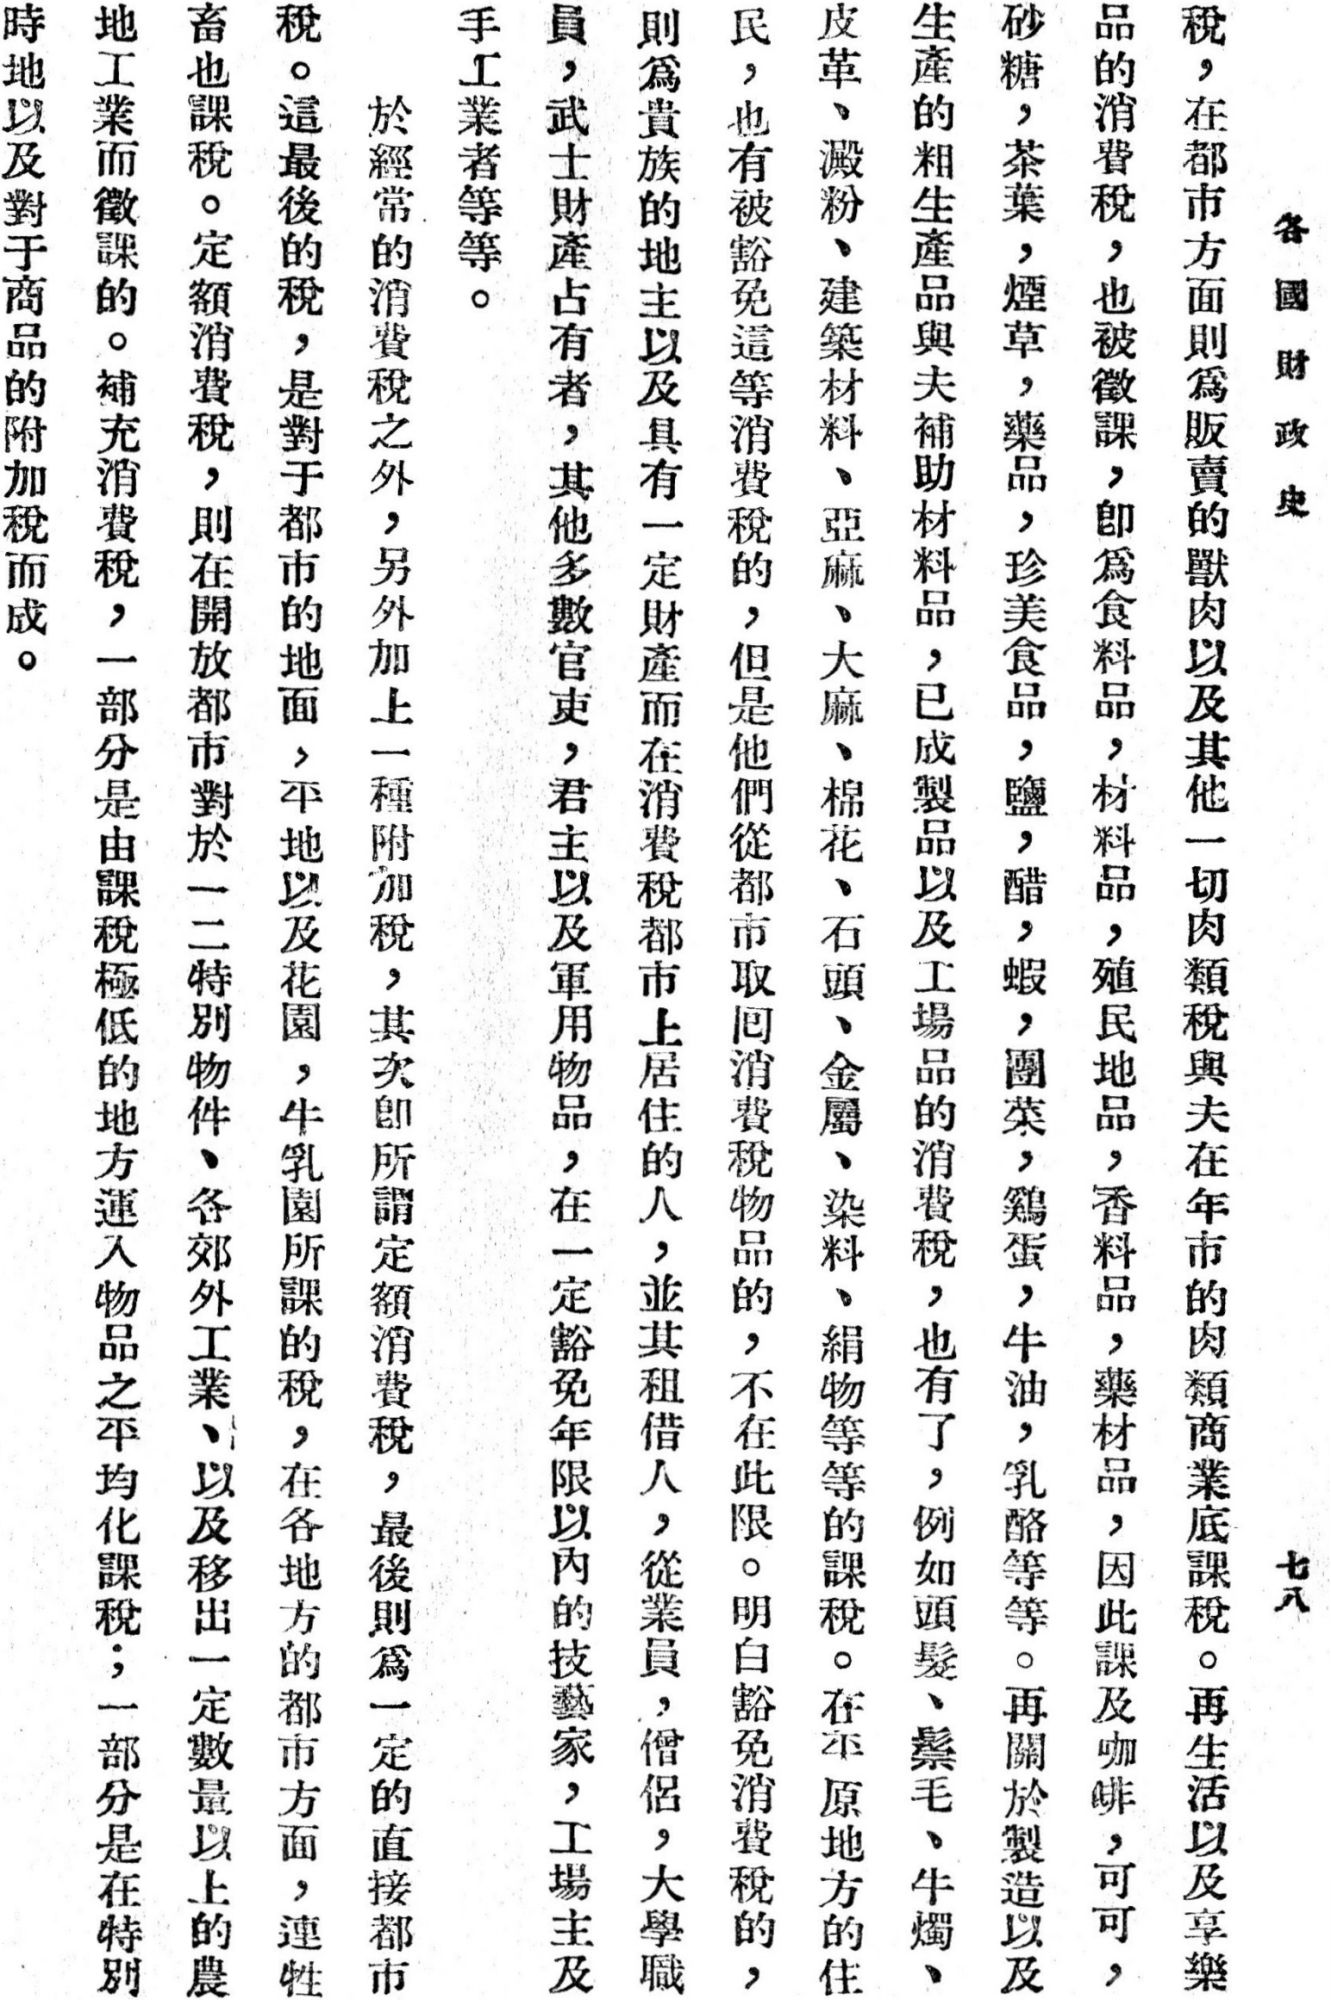 各國財政史
七八
稅，在都市方面則爲販賣的獸肉以及其他一切肉類稅與夫在年市的肉類商業底課稅。再生活以及享樂
品的消費稅，也被徵課，卽爲食料品，材料品，殖民地品，香料品，藥材品，因此課及咖啡，可可，
砂糖，茶葉，煙草，藥品，珍美食品，鹽，醋，蝦，團菜，鷄蛋，牛油，乳酪等等。再關於製造以及
生產的粗生產品與夫補助材料品，已成製品以及工場品的消費稅，也有了，例如頭髮、鬃毛、牛燭、
皮革、澱粉、建築材料、亞麻、大麻、棉花、石頭、金屬、染料、絹物等等的課稅。在平原地方的住
民，也有被豁免這等消費稅的，但是他們從都市取回消費稅物品的，不在此限。明白豁免消費稅的，
則爲貴族的地主以及具有一定財產而在消費稅都市上居住的人，並其租借人，從業員，僧侶，大學職
員，武士財產占有者，其他多數官吏，君主以及軍用物品，在一定豁免年限以內的技藝家，工場主及
手工業者等等。
於經常的消費稅之外，另外加上一種附加稅，其次卽所謂定額消費稅，最後則爲一定的直接都市
稅。這最後的稅，是對于都市的地面，平地以及花園，牛乳園所課的稅，在各地方的都市方面，連牲
畜也課稅。定額消費稅，則在開放都市對於一二特別物件、各郊外工業、以及移出一定數量以上的農
地工業而徵課的。補充消費稅，一部分是由課稅極低的地方運入物品之平均化課稅；一部分是在特別
時地以及對于商品的附加稅而成。